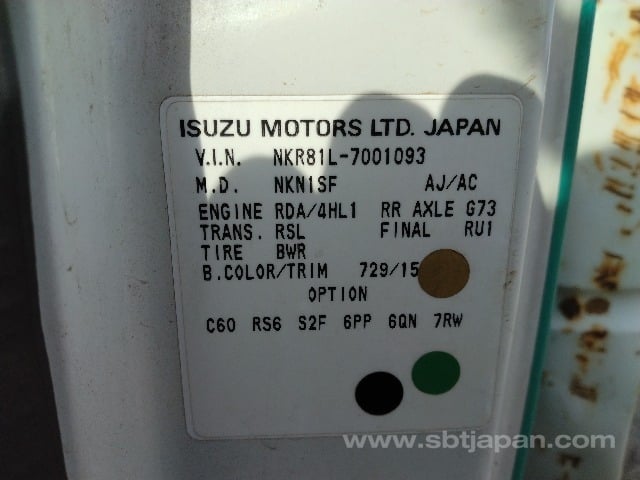 ISUZU MOTORS LTD. JAPAN
V.I.N. NKR81L-7001093
M.D. NKN1SF AJ/AC
ENGINE RDA/4HL1 RR AXLE G73
TRANS. RSL FINAL RU1
TIRE BWR
B.COLOR/TRIM 729/15
OPTION
C60 RS6 S2F 6PP 6QN 7RW
www.sbtjapan.com